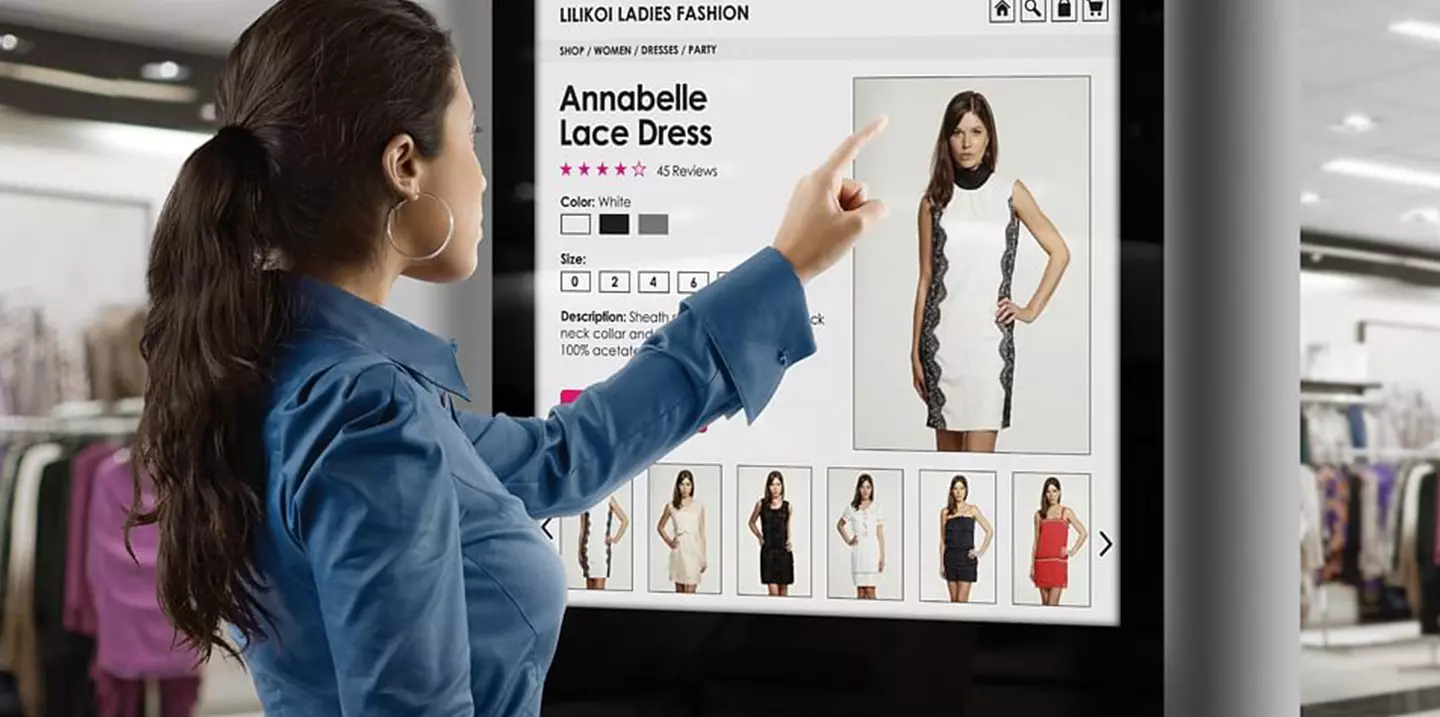 LILIKOI LADIES FASHION
SHOP / WOMEN / DRESSES / PARTY
Annabelle
Lace Dress
45 Reviews
Color: White
Size:
0 2 4 6
Description: Sheath
neck collar and
100%